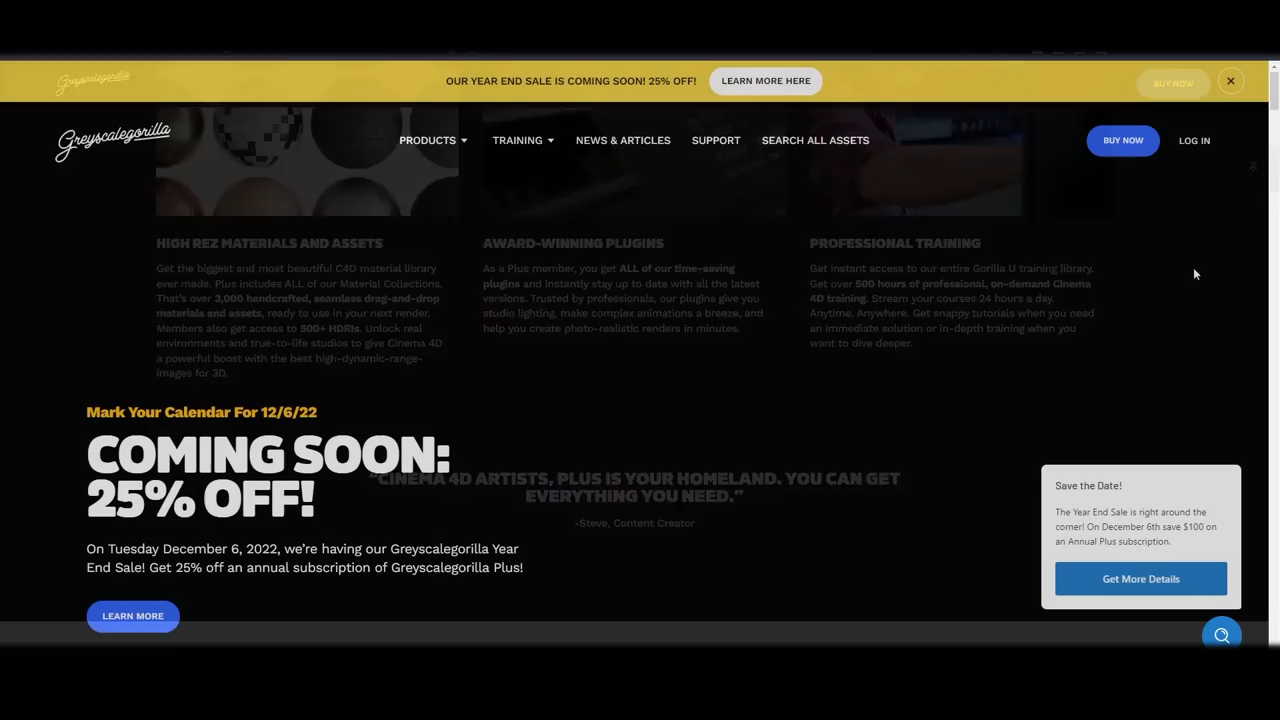 Greyscalegorilla
OUR YEAR END SALE IS COMING SOON! 25% OFF!
LEARN MORE HERE
BUY NOW
Greyscalegorilla
PRODUCTS
TRAINING
NEWS & ARTICLES
SUPPORT
SEARCH ALL ASSETS
BUY NOW
LOG IN
HIGH REZ MATERIALS AND ASSETS
Get the biggest and most beautiful C4D material library
ever made. Plus includes ALL of our Material Collections.
That's over 3,000 handcrafted, seamless drag-and-drop
materials and assets, ready to use in your next render.
Members also get access to 500+ HDRIs. Unlock real
environments and true-to-life studios to give Cinema 4D
a powerful boost with the best high-dynamic-range-
images for 3D.
AWARD-WINNING PLUGINS
As a Plus member, you get ALL of our time-saving
plugins and instantly stay up to date with all the latest
versions. Trusted by professionals, our plugins give you
studio lighting, make complex animations a breeze, and
help you create photo-realistic renders in minutes.
PROFESSIONAL TRAINING
Get instant access to our entire Gorilla U training library.
Get over 500 hours of professional, on-demand Cinema
4D training. Stream your courses 24 hours a day.
Anytime. Anywhere. Get snappy tutorials when you need
an immediate solution or in-depth training when you
want to dive deeper.
Mark Your Calendar For 12/6/22
COMING SOON:
25% OFF!
"CINEMA 4D ARTISTS, PLUS IS YOUR HOMELAND. YOU CAN GET
EVERYTHING YOU NEED."
-Steve, Content Creator
On Tuesday December 6, 2022, we're having our Greyscalegorilla Year
End Sale! Get 25% off an annual subscription of Greyscalegorilla Plus!
LEARN MORE
Save the Date!
The Year End Sale is right around the
corner! On December 6th save $100 on
an Annual Plus subscription.
Get More Details